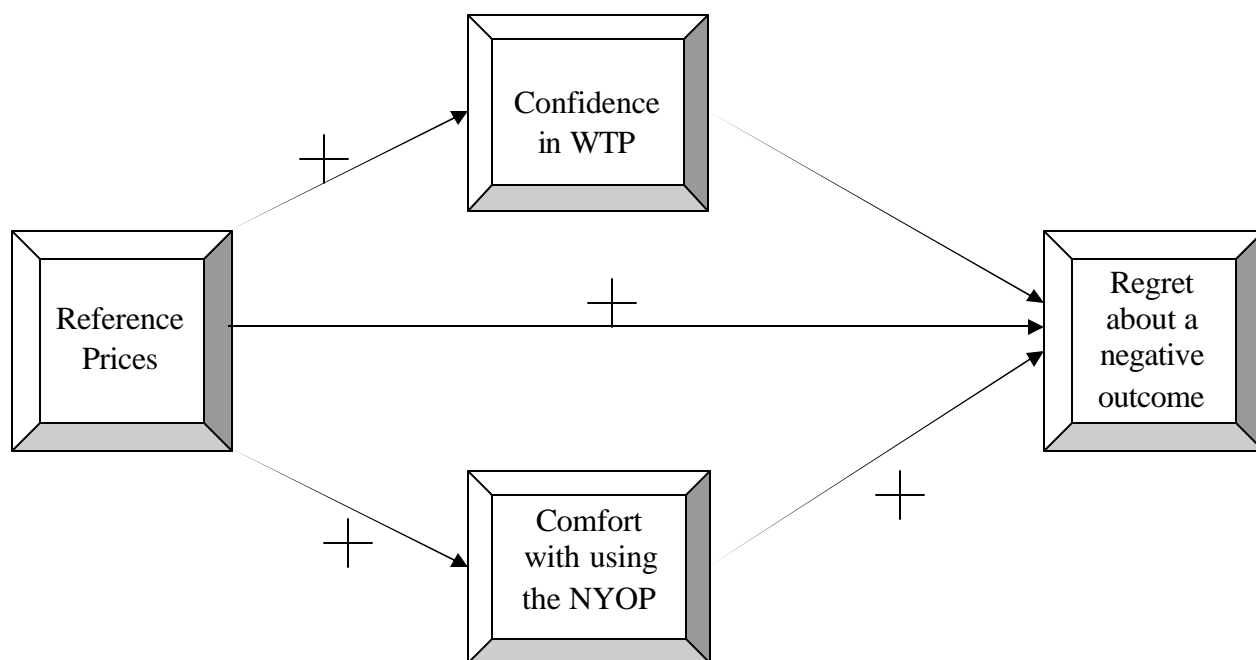 Confidence
in WTP
Reference
Prices
Regret
about a
negative
outcome
Comfort
with using
the NYOP